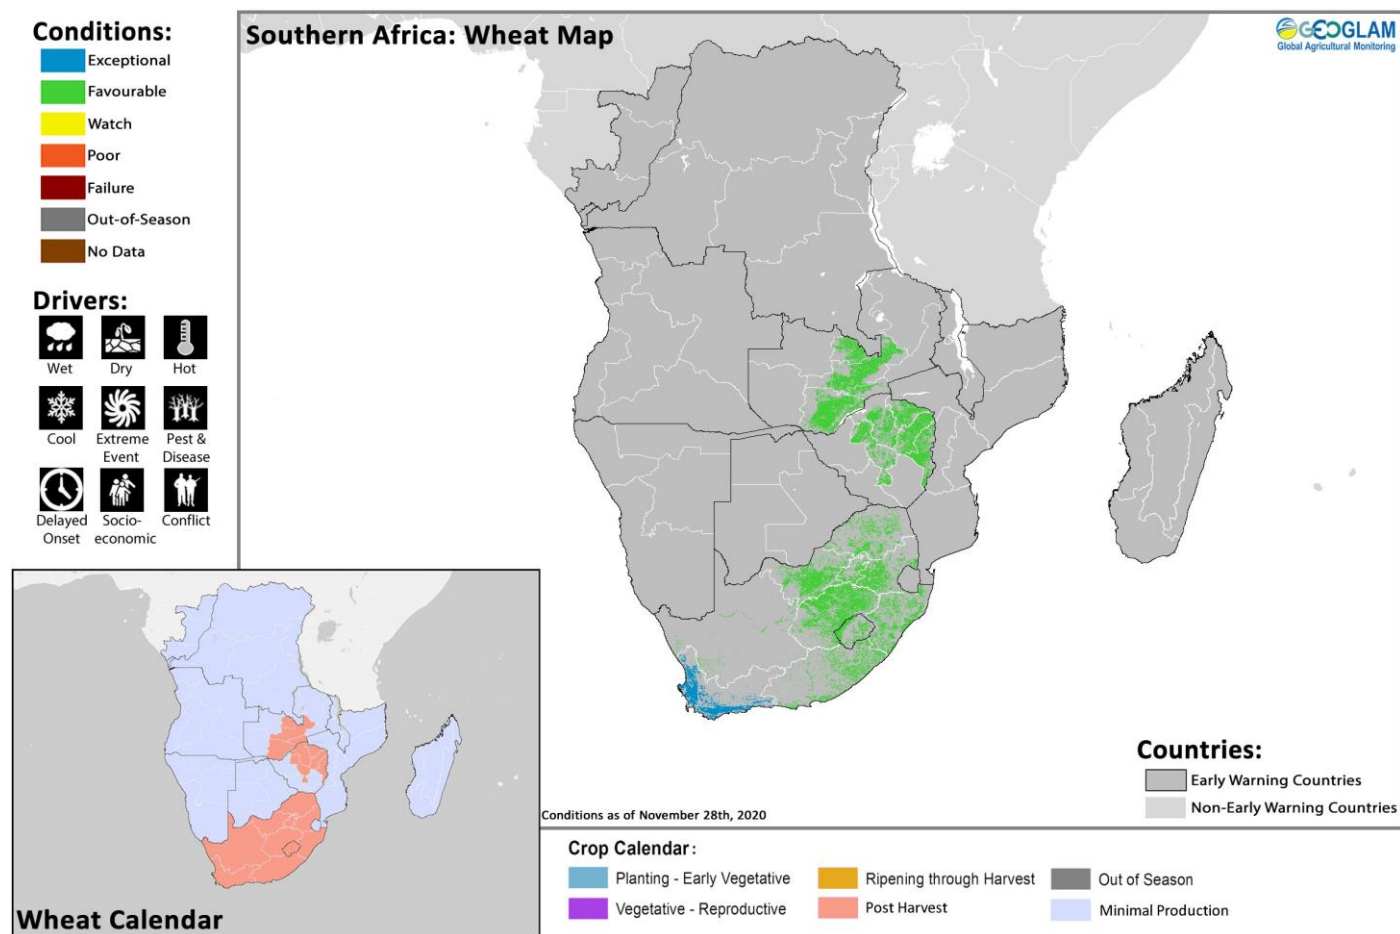 Conditions:
Exceptional
Favourable
Watch
Poor
Failure
Out-of-Season
No Data
Drivers:
Wet
Dry
Hot
Cool
Extreme
Event
Pest &
Disease
Delayed
Onset
Socio-
economic
Conflict
Southern Africa: Wheat Map
GEOGLAM
Global Agricultural Monitoring
Countries:
Early Warning Countries
Non-Early Warning Countries
Conditions as of November 28th, 2020
Wheat Calendar
Crop Calendar:
Planting - Early Vegetative
Ripening through Harvest
Out of Season
Vegetative - Reproductive
Post Harvest
Minimal Production